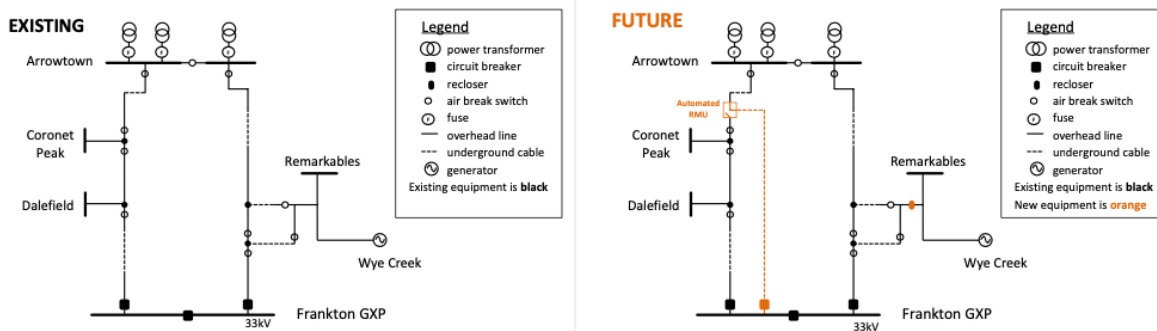 EXISTING
Arrowtown
Coronet
Peak
Dalefield
Remarkables
Wye Creek
Frankton GXP
33kV
Legend
power transformer
circuit breaker
recloser
air break switch
fuse
overhead line
underground cable
generator
Existing equipment is black
FUTURE
Arrowtown
Automated
RMU
Coronet
Peak
Dalefield
Remarkables
Wye Creek
Frankton GXP
33kV
Legend
power transformer
circuit breaker
recloser
air break switch
fuse
overhead line
underground cable
generator
Existing equipment is black
New equipment is orange